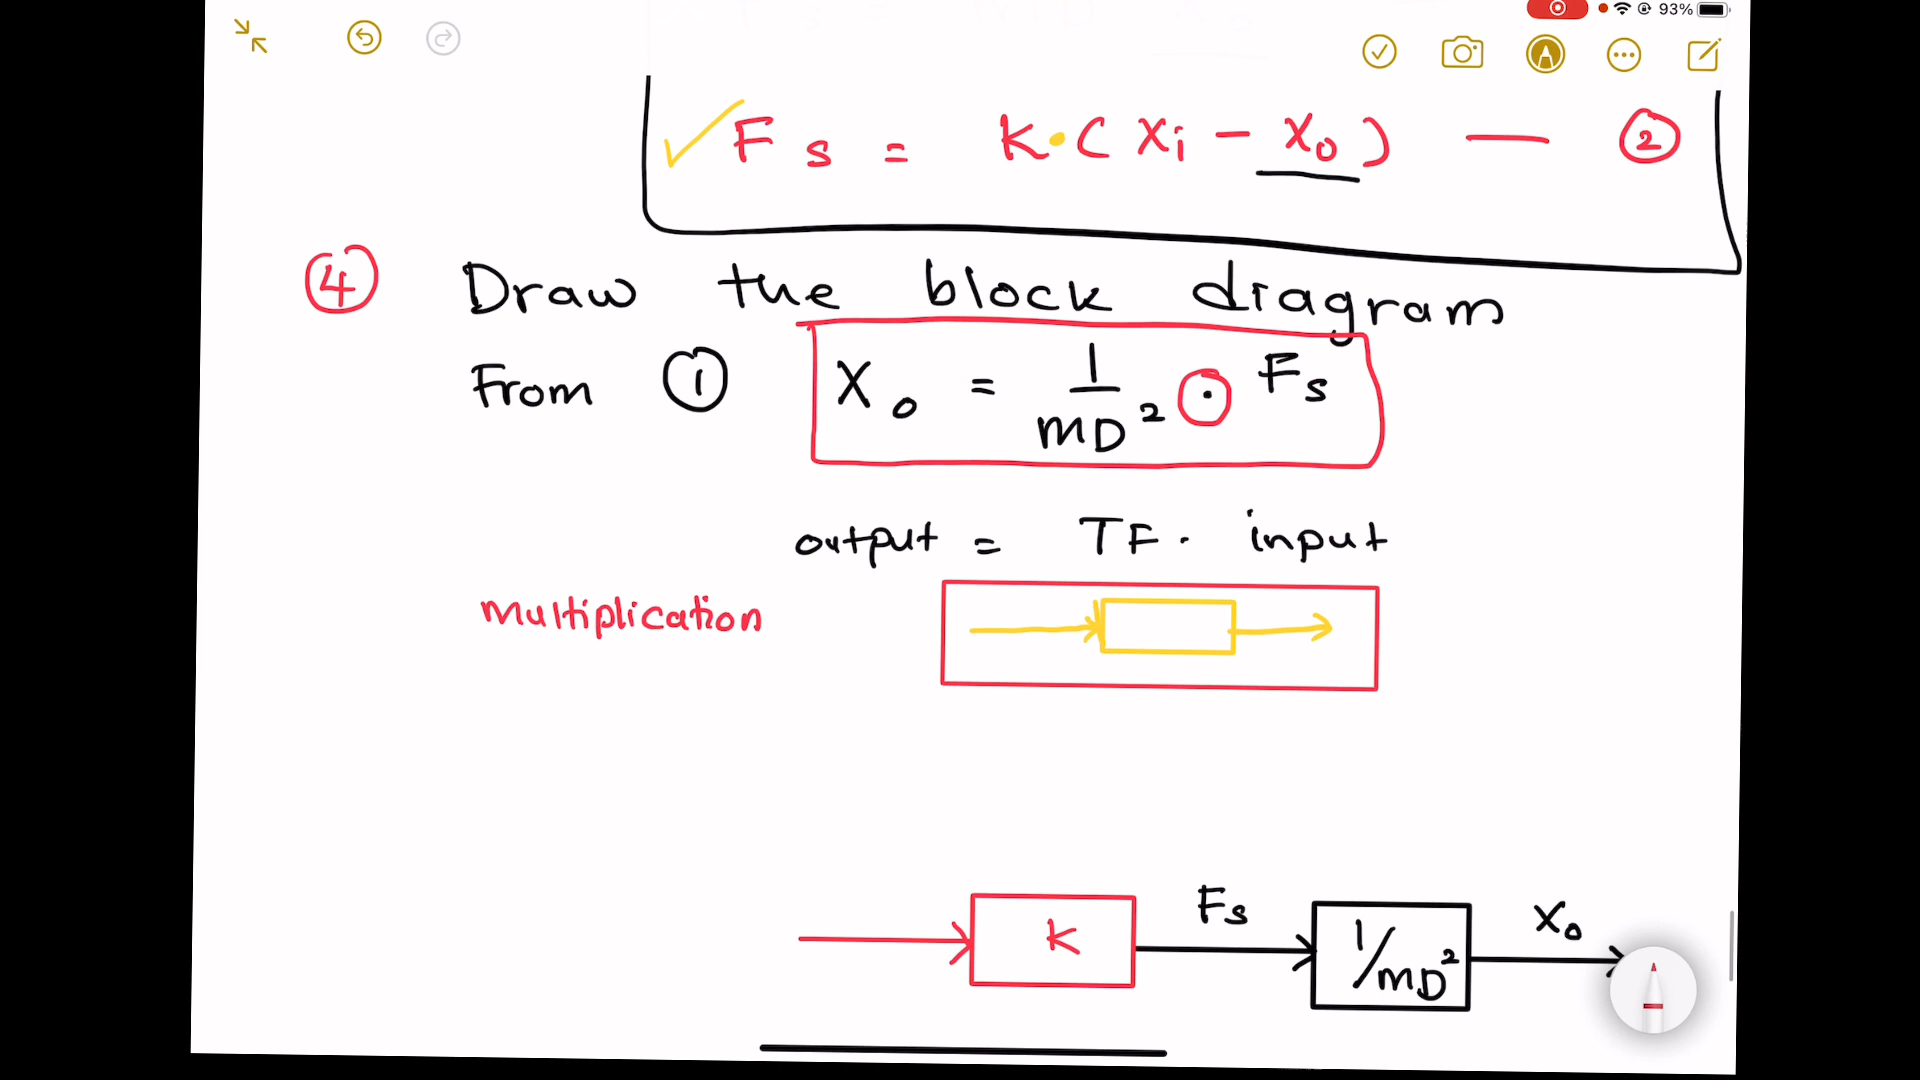 93%
Fs = K·(Xi - Xo) — ②
④ Draw the block diagram
From ① Xo = 1/MD² · Fs
output = TF. input
Multiplication
K Fs 1/MD² Xo